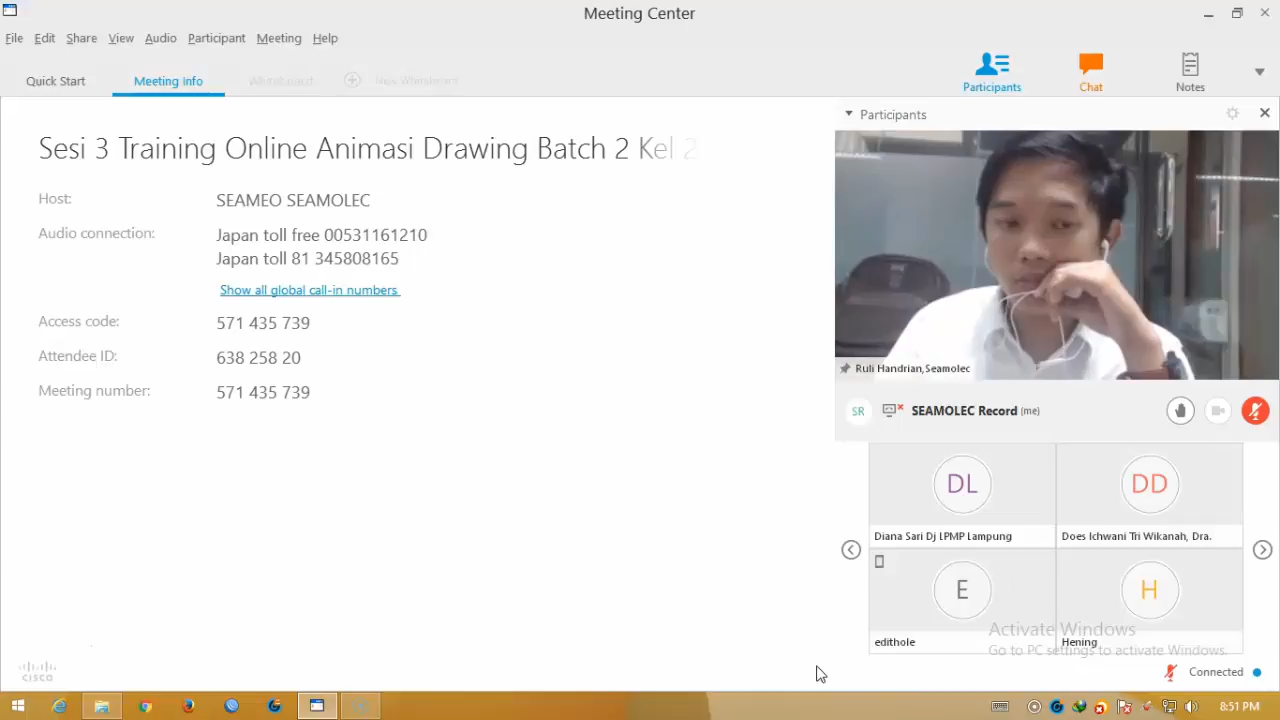 Meeting Center
File Edit Share View Audio Participant Meeting Help
Quick Start Meeting Info Whiteboard New Whiteboard
Participants Chat Notes
Participants
Sesi 3 Training Online Animasi Drawing Batch 2 Kel 2
Host: SEAMEO SEAMOLEC
Audio connection: Japan toll free 00531161210
Japan toll 81 345808165
Show all global call-in numbers
Access code: 571 435 739
Attendee ID: 638 258 20
Meeting number: 571 435 739
Ruli Handrian,Seamolec
SR SEAMOLEC Record (me)
DL DD
Diana Sari Dj LPMP Lampung Does Ichwani Tri Wikanah, Dra.
E H
edithole Hening
Activate Windows
Go to PC settings to activate Windows.
cisco
Connected
8:51 PM